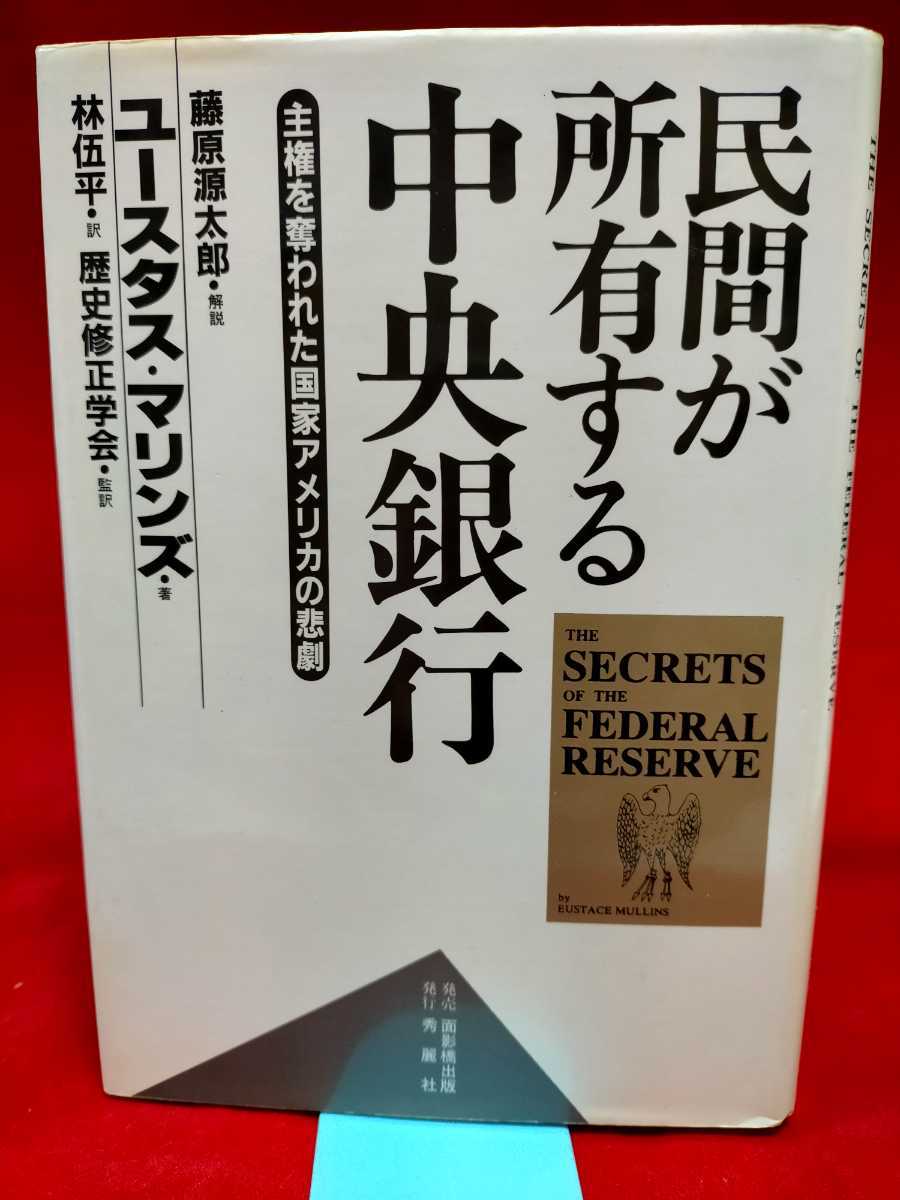 民間が
所有する
中央銀行
主権を奪われた国家アメリカの悲劇
藤原源太郎・解説
ユースタス・マリンズ・著
林伍平・訳 歴史修正学会・監訳
THE
SECRETS
OF THE
FEDERAL
RESERVE
by
EUSTACE MULLINS
発売 面影橋出版
発行 秀麗社
THE SECRETS OF THE FEDERAL RESERVE